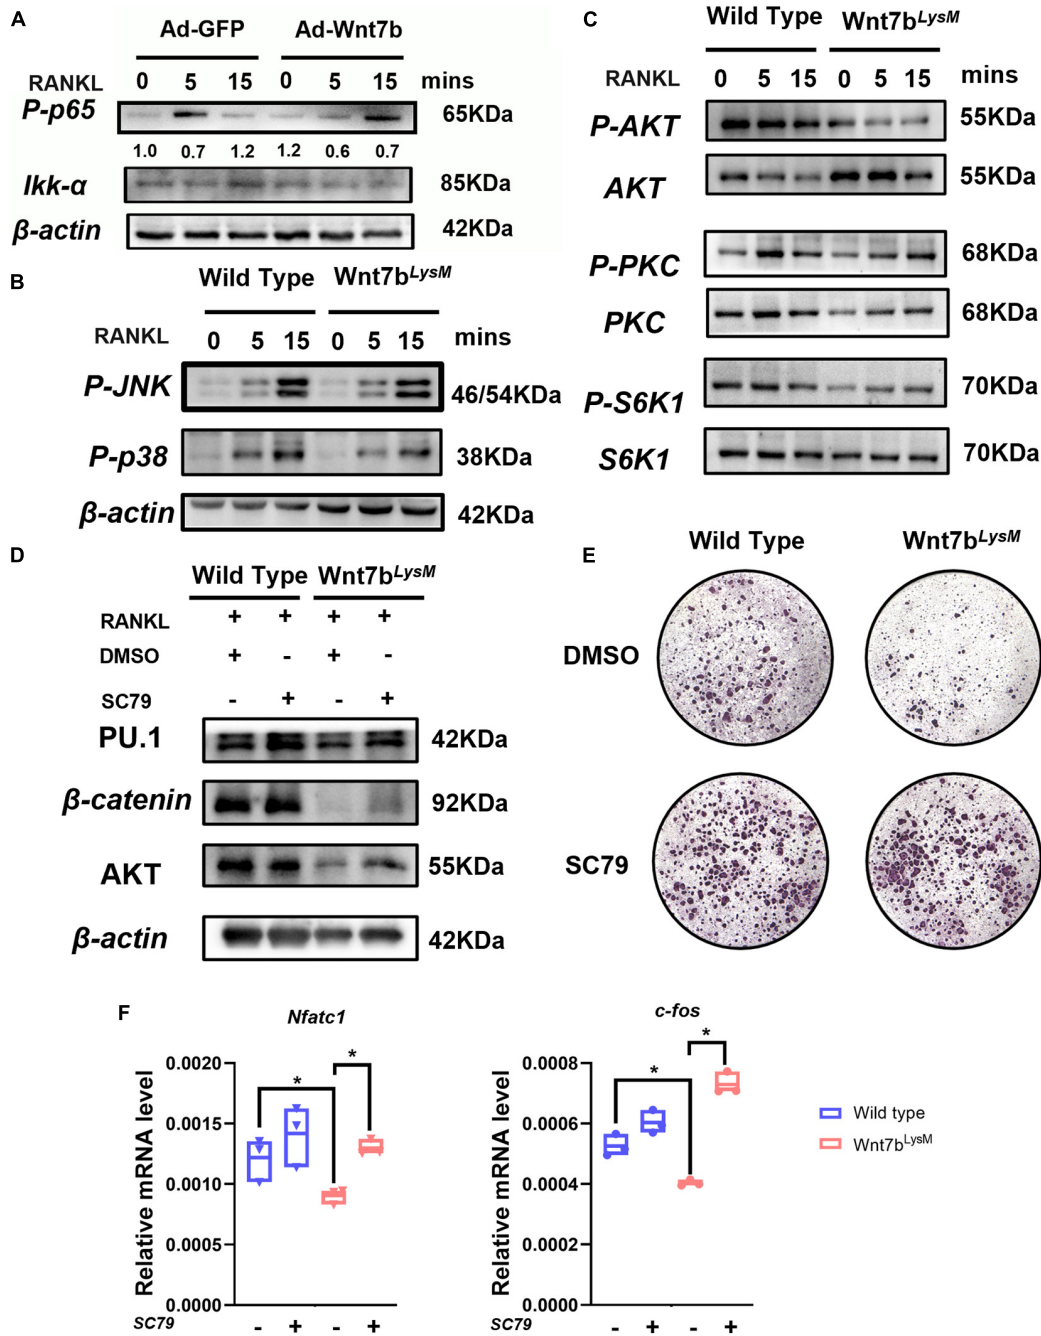 A
Ad-GFP Ad-Wnt7b
RANKL 0 5 15 0 5 15 mins
P-p65 65KDa
1.0 0.7 1.2 1.2 0.6 0.7
Ikk-α 85KDa
β-actin 42KDa
B
Wild Type Wnt7bLysM
RANKL 0 5 15 0 5 15 mins
P-JNK 46/54KDa
P-p38 38KDa
β-actin 42KDa
C
Wild Type Wnt7bLysM
RANKL 0 5 15 0 5 15 mins
P-AKT 55KDa
AKT 55KDa
P-PKC 68KDa
PKC 68KDa
P-S6K1 70KDa
S6K1 70KDa
D
Wild Type Wnt7bLysM
RANKL + + + +
DMSO + - + -
SC79 - + - +
PU.1 42KDa
β-catenin 92KDa
AKT 55KDa
β-actin 42KDa
E
Wild Type Wnt7bLysM
DMSO
SC79
F
Nfatc1
Relative mRNA level
0.0020
0.0015
0.0010
0.0005
0.0000
* *
SC79 - + - +
c-fos
Relative mRNA level
0.0008
0.0006
0.0004
0.0002
0.0000
* *
SC79 - + - +
Wild type
Wnt7bLysM